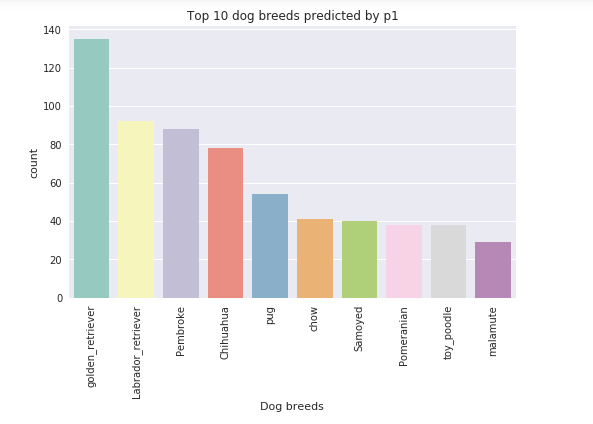 Top 10 dog breeds predicted by p1
140
120
100
80
60
40
20
0
count
golden_retriever
Labrador_retriever
Pembroke
Chihuahua
pug
chow
Samoyed
Pomeranian
toy_poodle
malamute
Dog breeds